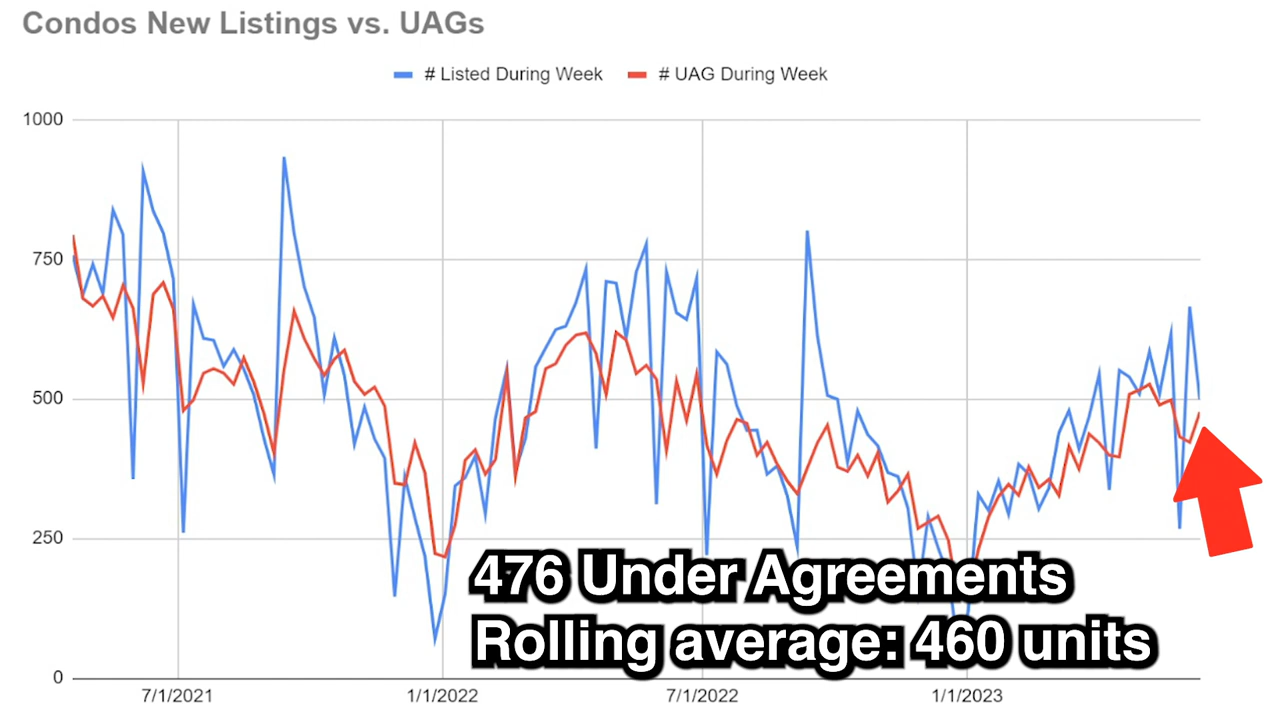 Condos New Listings vs. UAGs
# Listed During Week
# UAG During Week
1000
750
500
250
0
7/1/2021
1/1/2022
7/1/2022
1/1/2023
476 Under Agreements
Rolling average: 460 units